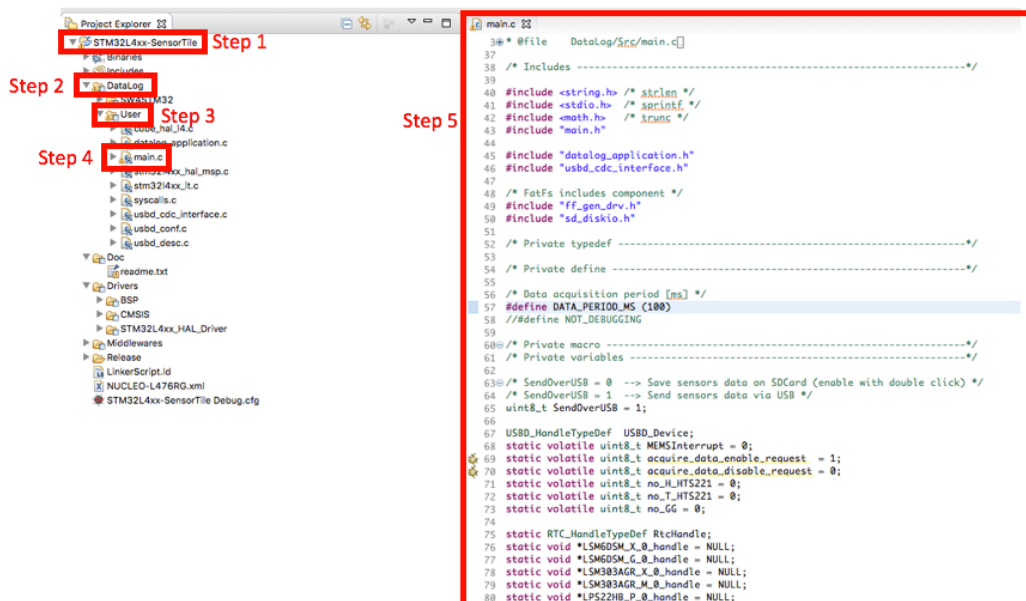 Project Explorer
STM32L4xx-SensorTile
Step 1
Binaries
Includes
Step 2
DataLog
SW4STM32
User
Step 3
cube_hal_l4.c
datalog_application.c
Step 4
main.c
stm32l4xx_hal_msp.c
stm32l4xx_it.c
syscalls.c
usbd_cdc_interface.c
usbd_conf.c
usbd_desc.c
Doc
readme.txt
Drivers
BSP
CMSIS
STM32L4xx_HAL_Driver
Middlewares
Release
LinkerScript.ld
NUCLEO-L476RG.xml
STM32L4xx-SensorTile Debug.cfg
Step 5
main.c
3 * @file DataLog/Src/main.c
37
38 /* Includes ------------------------------------------------------------------*/
39
40 #include <string.h> /* strlen */
41 #include <stdio.h> /* sprintf */
42 #include <math.h> /* trunc */
43 #include "main.h"
44
45 #include "datalog_application.h"
46 #include "usbd_cdc_interface.h"
47
48 /* FatFs includes component */
49 #include "ff_gen_drv.h"
50 #include "sd_diskio.h"
51
52 /* Private typedef -----------------------------------------------------------*/
53
54 /* Private define ------------------------------------------------------------*/
55
56 /* Data acquisition period [ms] */
57 #define DATA_PERIOD_MS (100)
58 //#define NOT_DEBUGGING
59
60 /* Private macro -------------------------------------------------------------*/
61 /* Private variables ---------------------------------------------------------*/
62
63 /* SendOverUSB = 0 --> Save sensors data on SDCard (enable with double click) */
64 /* SendOverUSB = 1 --> Send sensors data via USB */
65 uint8_t SendOverUSB = 1;
66
67 USBD_HandleTypeDef USBD_Device;
68 static volatile uint8_t MEMSInterrupt = 0;
69 static volatile uint8_t acquire_data_enable_request = 1;
70 static volatile uint8_t acquire_data_disable_request = 0;
71 static volatile uint8_t no_H_HTS221 = 0;
72 static volatile uint8_t no_T_HTS221 = 0;
73 static volatile uint8_t no_GG = 0;
74
75 static RTC_HandleTypeDef RtcHandle;
76 static void *LSM6DSM_X_0_handle = NULL;
77 static void *LSM6DSM_G_0_handle = NULL;
78 static void *LSM303AGR_X_0_handle = NULL;
79 static void *LSM303AGR_M_0_handle = NULL;
80 static void *LPS22HB_P_0_handle = NULL;